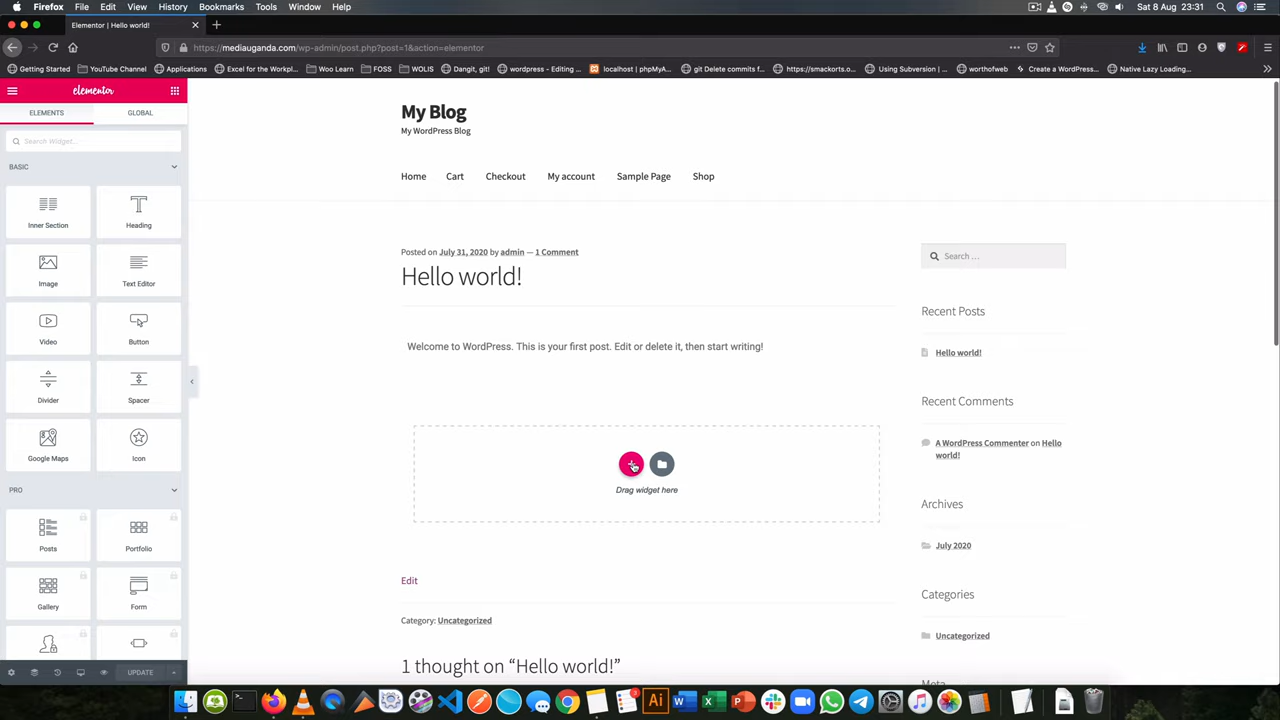 Firefox File Edit View History Bookmarks Tools Window Help
Sat 8 Aug 23:31
Elementor | Hello world!
https://mediauganda.com/wp-admin/post.php?post=1&action=elementor
Getting Started YouTube Channel Applications Excel for the Workpl... Woo Learn FOSS WOLIS Dangit, git! wordpress - Editing ... localhost | phpMyA... git Delete commits f... https://smackorts.co... Using Subversion | C... worthofweb Create a WordPress... Native Lazy Loading...
elementor
ELEMENTS GLOBAL
Search Widget...
BASIC
Inner Section Heading
Image Text Editor
Video Button
Divider Spacer
Google Maps Icon
PRO
Posts Portfolio
Gallery Form
UPDATE
My Blog
My WordPress Blog
Home Cart Checkout My account Sample Page Shop
Posted on July 31, 2020 by admin — 1 Comment
Hello world!
Welcome to WordPress. This is your first post. Edit or delete it, then start writing!
Drag widget here
Edit
Category: Uncategorized
1 thought on “Hello world!”
Search …
Recent Posts
Hello world!
Recent Comments
A WordPress Commenter on Hello
world!
Archives
July 2020
Categories
Uncategorized
Meta
3
Ai